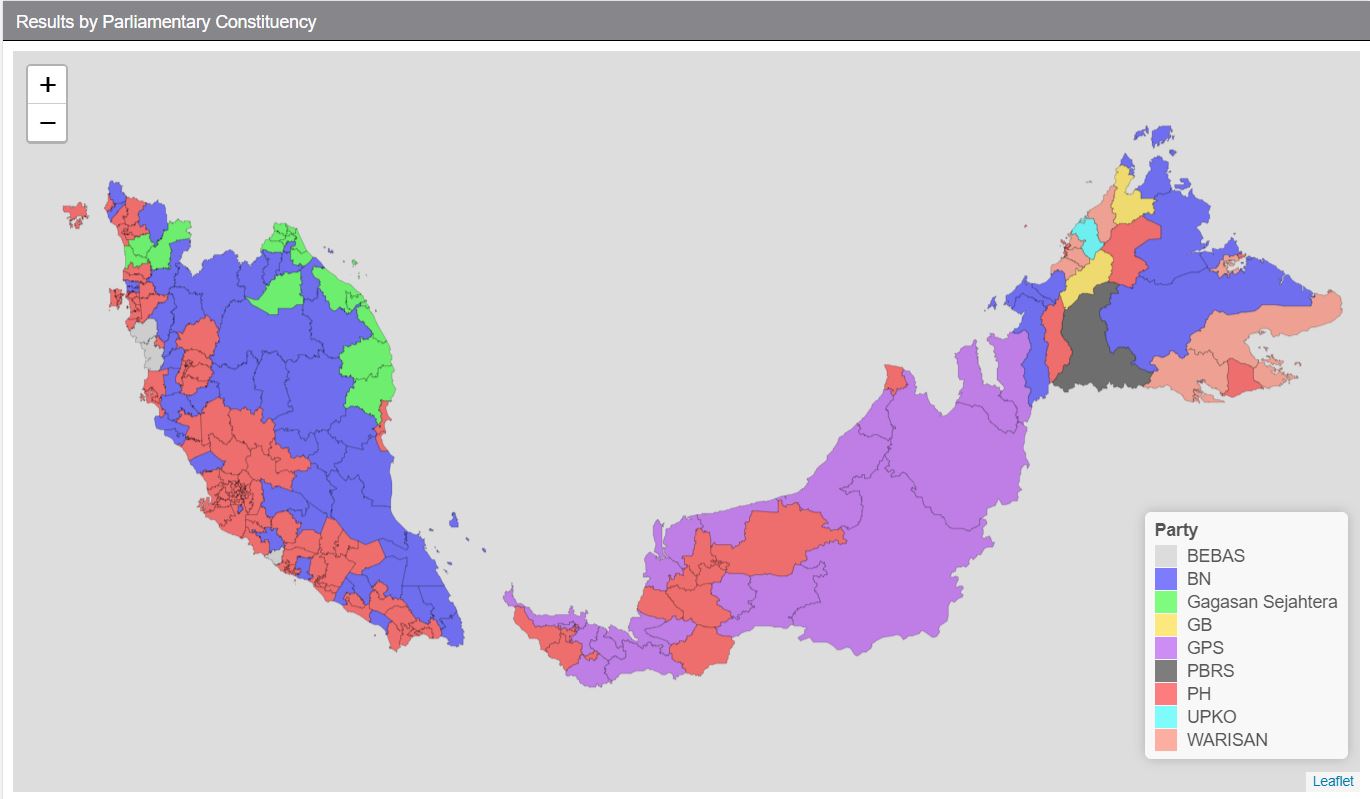 Results by Parliamentary Constituency
+
−
Party
BEBAS
BN
Gagasan Sejahtera
GB
GPS
PBRS
PH
UPKO
WARISAN
Leaflet